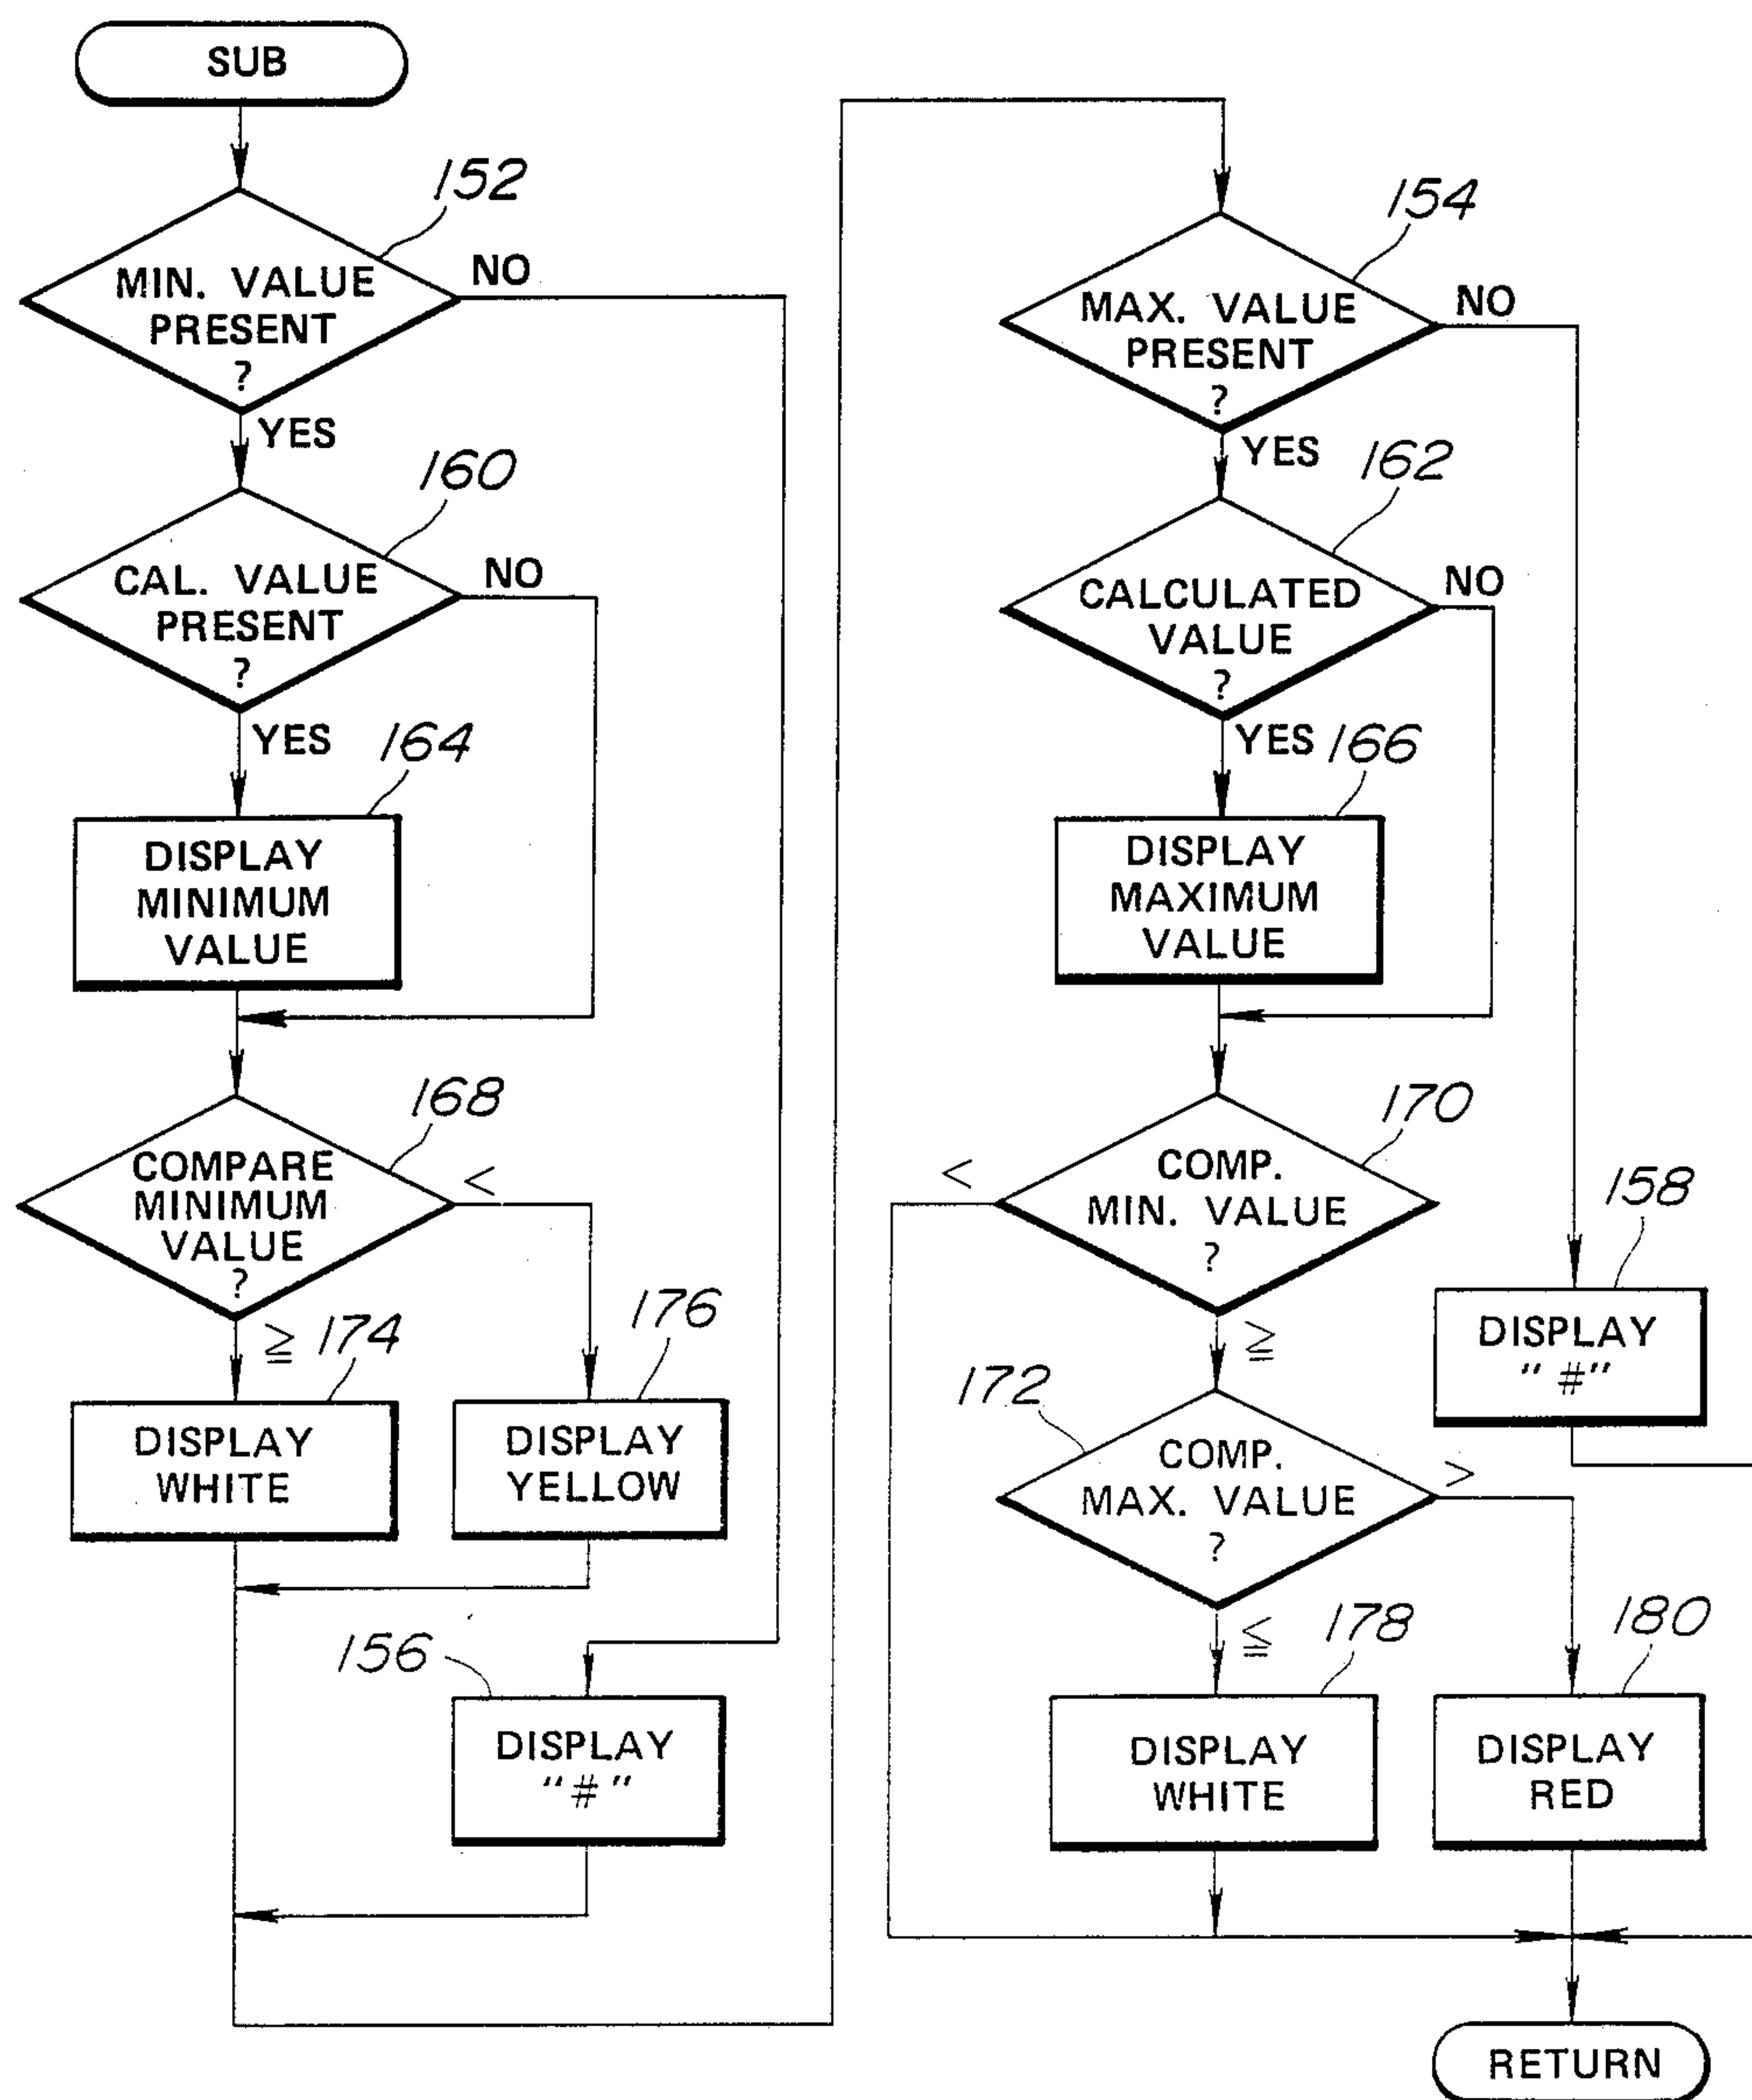 SUB
152
MIN. VALUE
PRESENT
?
NO
YES
160
CAL. VALUE
PRESENT
?
NO
YES
164
DISPLAY
MINIMUM
VALUE
168
COMPARE
MINIMUM
VALUE
?
<
≧
174
DISPLAY
WHITE
176
DISPLAY
YELLOW
156
DISPLAY
"#"
154
MAX. VALUE
PRESENT
?
NO
YES
162
CALCULATED
VALUE
?
NO
YES
166
DISPLAY
MAXIMUM
VALUE
170
COMP.
MIN. VALUE
?
<
≧
158
DISPLAY
"#"
172
COMP.
MAX. VALUE
?
>
≦
178
DISPLAY
WHITE
180
DISPLAY
RED
RETURN